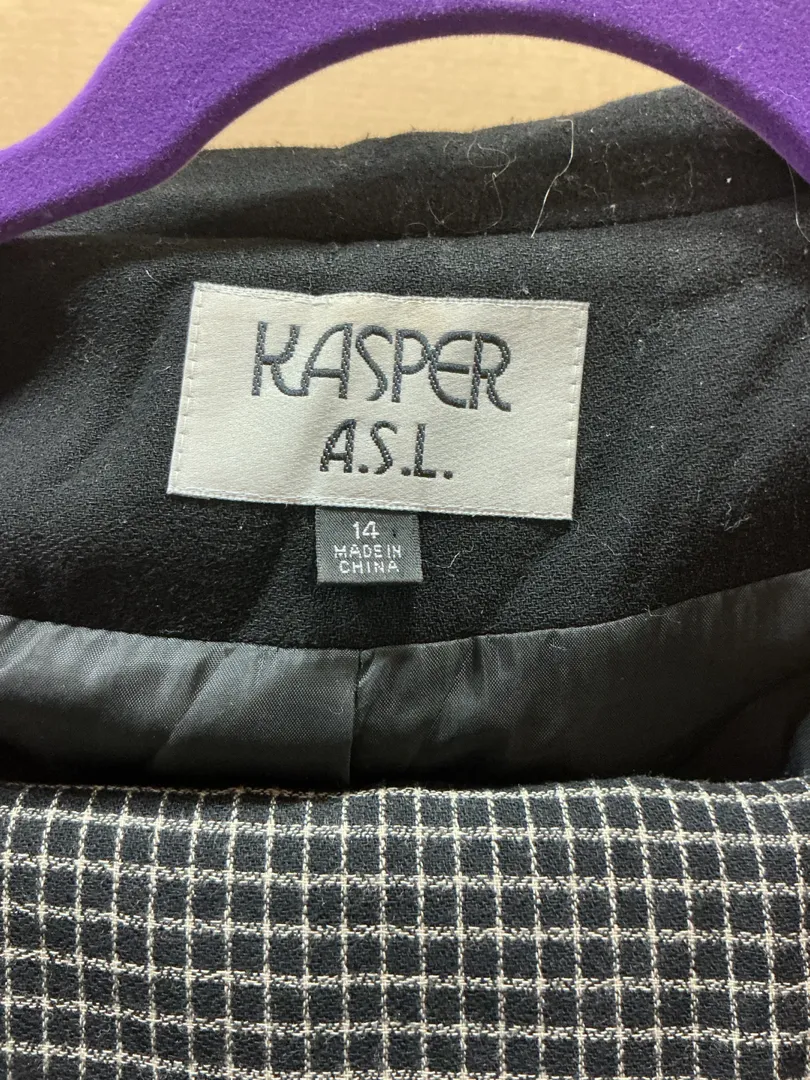 KASPER
A.S.L.
14
MADE IN
CHINA